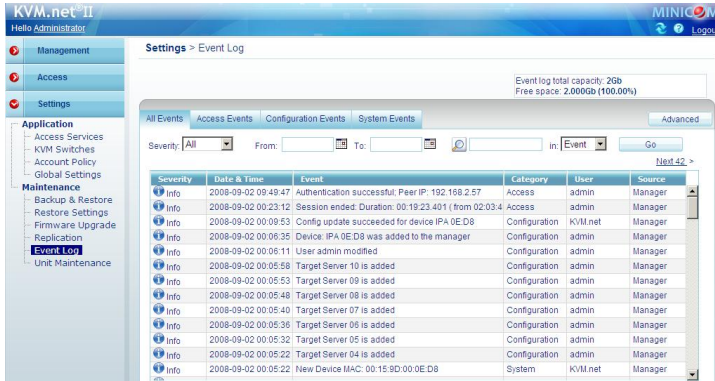 KVM.net®II
MINICOM
Hello Administrator
Logou
Management
Access
Settings
Application
Access Services
KVM Switches
Account Policy
Global Settings
Maintenance
Backup & Restore
Restore Settings
Firmware Upgrade
Replication
Event Log
Unit Maintenance
Settings > Event Log
Event log total capacity: 2Gb
Free space: 2.000Gb (100.00%)
All Events Access Events Configuration Events System Events Advanced
Severity: All From: To: in: Event Go
Next 42 >
Severity Date & Time Event Category User Source
Info 2008-09-02 09:49:47 Authentication successful; Peer IP: 192.168.2.57 Access admin Manager
Info 2008-09-02 00:23:12 Session ended: Duration: 00:19:23.401 ( from 02:03:4 Access admin Manager
Info 2008-09-02 00:09:53 Config update succeeded for device IPA 0E:D8 Configuration KVM.net Manager
Info 2008-09-02 00:06:35 Device: IPA 0E:D8 was added to the manager Configuration admin Manager
Info 2008-09-02 00:06:11 User admin modified Configuration admin Manager
Info 2008-09-02 00:05:58 Target Server 10 is added Configuration admin Manager
Info 2008-09-02 00:05:53 Target Server 09 is added Configuration admin Manager
Info 2008-09-02 00:05:48 Target Server 08 is added Configuration admin Manager
Info 2008-09-02 00:05:40 Target Server 07 is added Configuration admin Manager
Info 2008-09-02 00:05:36 Target Server 06 is added Configuration admin Manager
Info 2008-09-02 00:05:32 Target Server 05 is added Configuration admin Manager
Info 2008-09-02 00:05:22 Target Server 04 is added Configuration admin Manager
Info 2008-09-02 00:05:22 New Device MAC: 00:15:9D:00:0E:D8 System KVM.net Manager